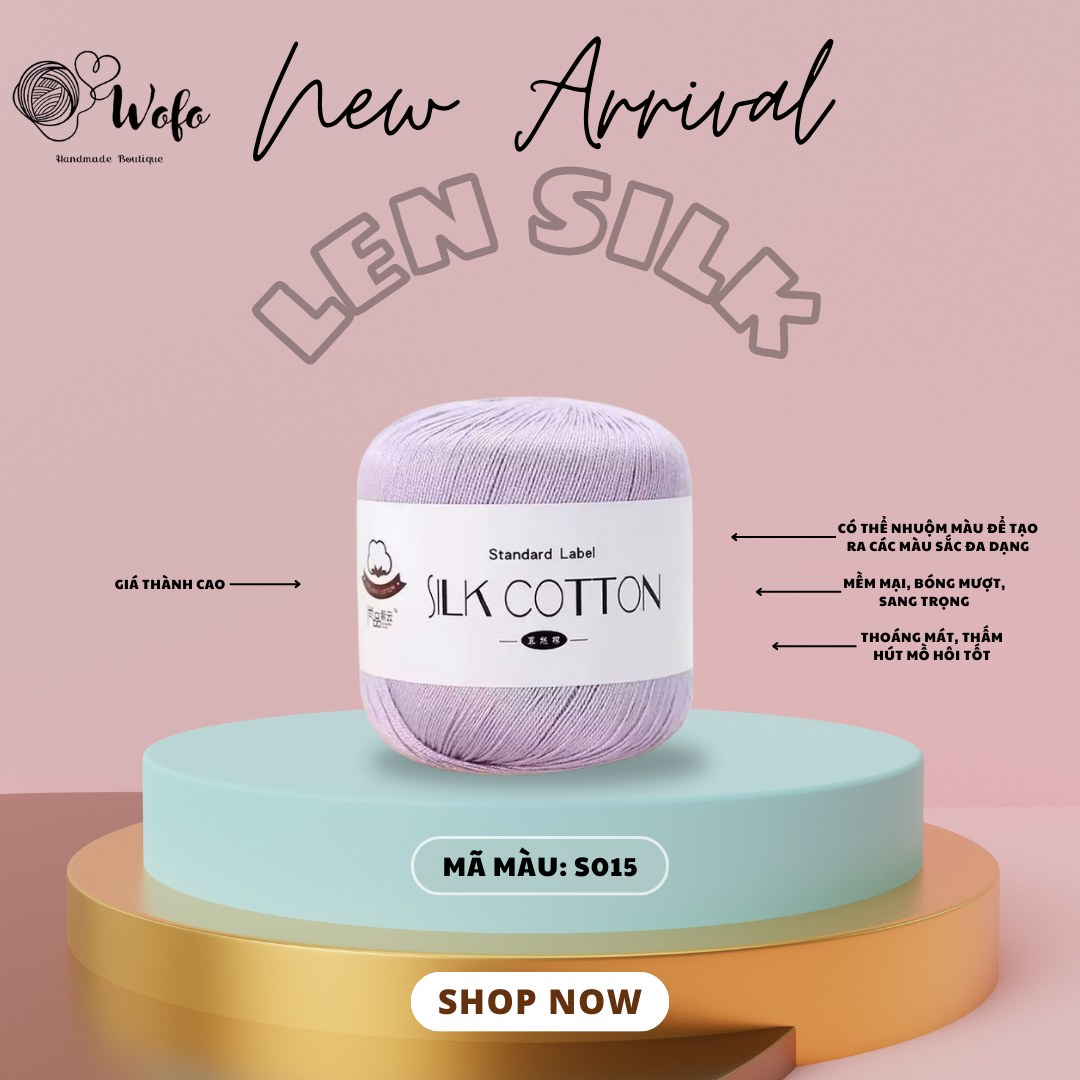 Wofo
Handmade Boutique
New Arrival
LEN SILK
GIÁ THÀNH CAO
Standard Label
SILK COTTON
CÓ THỂ NHUỘM MÀU ĐỂ TẠO
RA CÁC MÀU SẮC ĐA DẠNG
MỀM MẠI, BÓNG MƯỢT,
SANG TRỌNG
THOÁNG MÁT, THẤM
HÚT MỒ HÔI TỐT
MÃ MÀU: S015
SHOP NOW